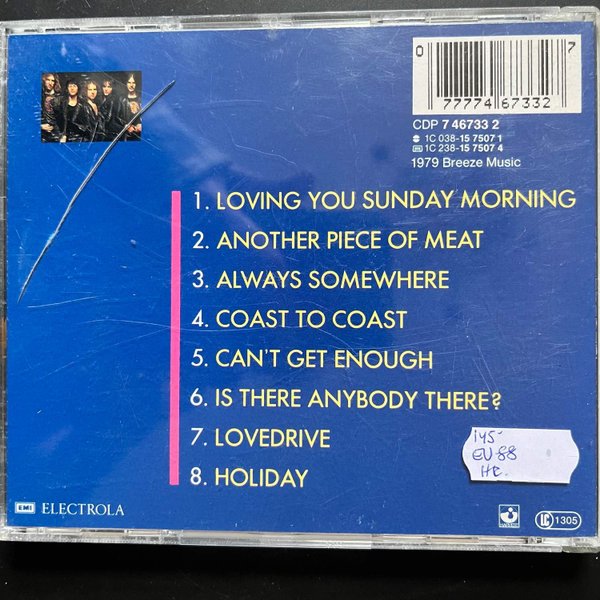 0 77774 67332 7
CDP 7 46733 2
1C 038-15 7507 1
1C 238-15 7507 4
1979 Breeze Music
1. LOVING YOU SUNDAY MORNING
2. ANOTHER PIECE OF MEAT
3. ALWAYS SOMEWHERE
4. COAST TO COAST
5. CAN'T GET ENOUGH
6. IS THERE ANYBODY THERE?
7. LOVEDRIVE
8. HOLIDAY
145-
EU 88
EMI ELECTROLA
LC 1305